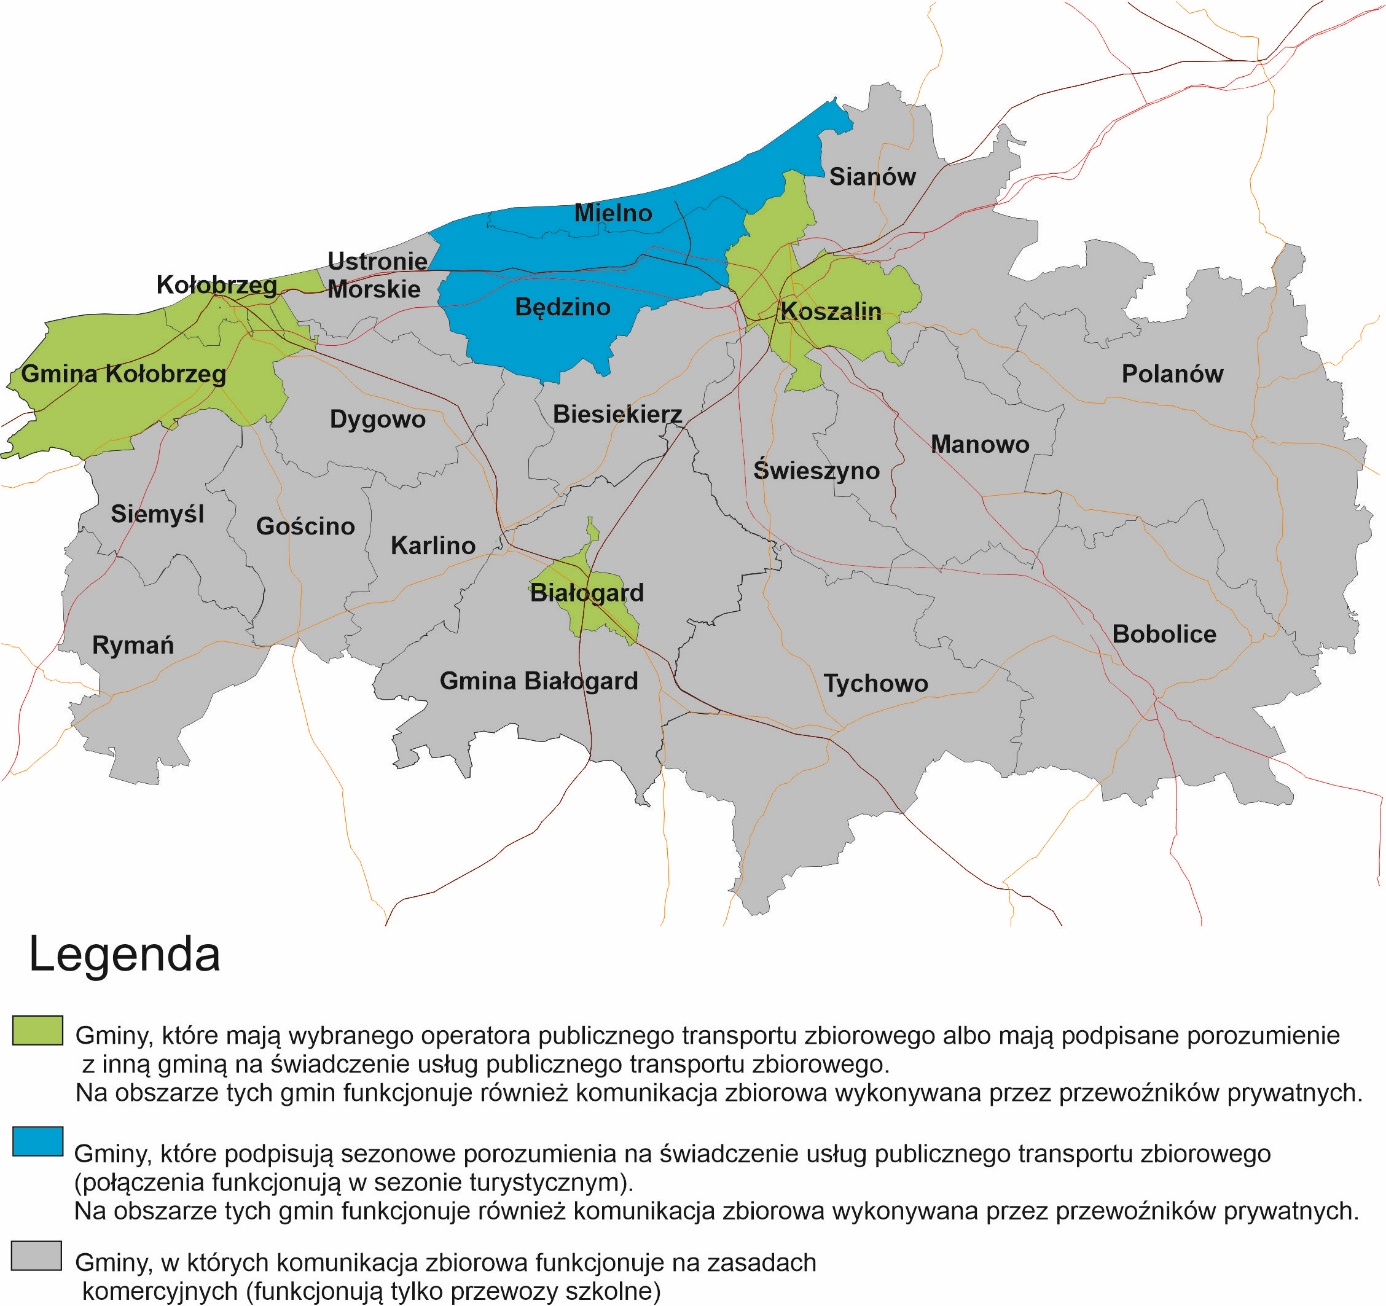 Sianów
Mielno
Ustronie
Morskie
Kołobrzeg
Będzino
Koszalin
Gmina Kołobrzeg
Polanów
Dygowo
Biesiekierz
Manowo
Świeszyno
Siemyśl
Gościno
Karlino
Białogard
Rymań
Bobolice
Gmina Białogard
Tychowo
Legenda
Gminy, które mają wybranego operatora publicznego transportu zbiorowego albo mają podpisane porozumienie
z inną gminą na świadczenie usług publicznego transportu zbiorowego.
Na obszarze tych gmin funkcjonuje również komunikacja zbiorowa wykonywana przez przewoźników prywatnych.
Gminy, które podpisują sezonowe porozumienia na świadczenie usług publicznego transportu zbiorowego
(połączenia funkcjonują w sezonie turystycznym).
Na obszarze tych gmin funkcjonuje również komunikacja zbiorowa wykonywana przez przewoźników prywatnych.
Gminy, w których komunikacja zbiorowa funkcjonuje na zasadach
komercyjnych (funkcjonują tylko przewozy szkolne)